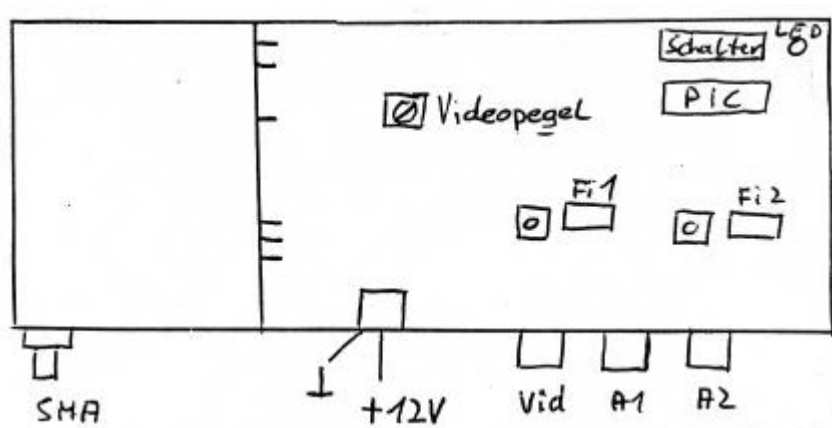 LED
Schalter
PIC
Videopegel
Fi1
Fi2
SMA
+12V
Vid
A1
A2